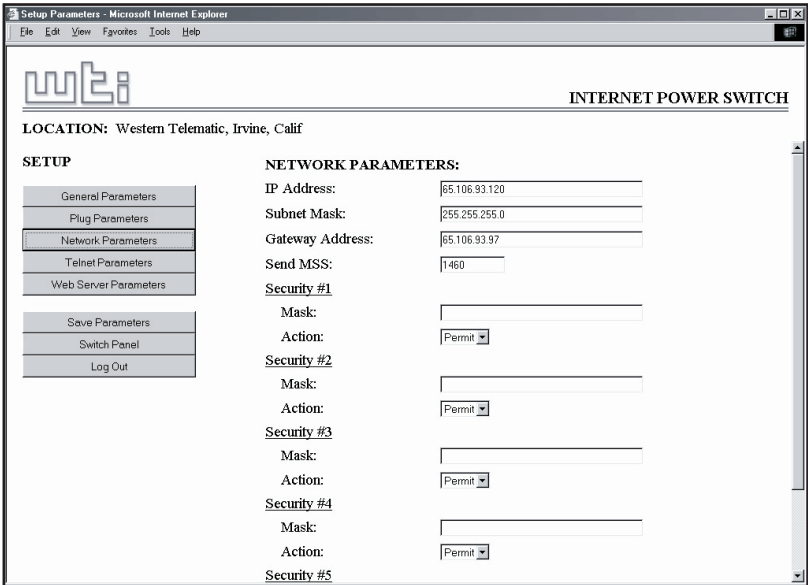 Setup Parameters - Microsoft Internet Explorer
File Edit View Favorites Tools Help
wti
INTERNET POWER SWITCH
LOCATION: Western Telematic, Irvine, Calif
SETUP
General Parameters
Plug Parameters
Network Parameters
Telnet Parameters
Web Server Parameters
Save Parameters
Switch Panel
Log Out
NETWORK PARAMETERS:
IP Address: 65.106.93.120
Subnet Mask: 255.255.255.0
Gateway Address: 65.106.93.97
Send MSS: 1460
Security #1
Mask:
Action: Permit
Security #2
Mask:
Action: Permit
Security #3
Mask:
Action: Permit
Security #4
Mask:
Action: Permit
Security #5